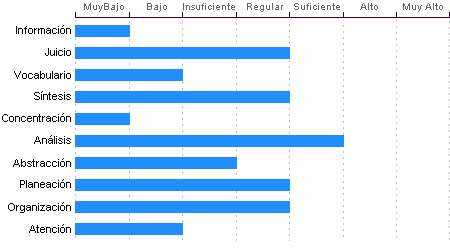 MuyBajo Bajo Insuficiente Regular Suficiente Alto Muy Alto
Información
Juicio
Vocabulario
Síntesis
Concentración
Análisis
Abstracción
Planeación
Organización
Atención